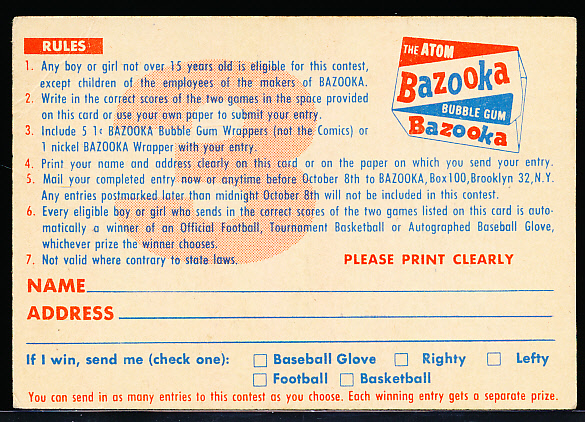 RULES
1. Any boy or girl not over 15 years old is eligible for this contest,
except children of the employees of the makers of BAZOOKA.
2. Write in the correct scores of the two games in the space provided
on this card or use your own paper to submit your entry.
3. Include 5 1¢ BAZOOKA Bubble Gum Wrappers (not the Comics) or
1 nickel BAZOOKA Wrapper with your entry.
THE ATOM
Bazooka
BUBBLE GUM
Bazooka
4. Print your name and address clearly on this card or on the paper on which you send your entry.
5. Mail your completed entry now or anytime before October 8th to BAZOOKA,Box100,Brooklyn 32,N.Y.
Any entries postmarked later than midnight October 8th will not be included in this contest.
6. Every eligible boy or girl who sends in the correct scores of the two games listed on this card is auto-
matically a winner of an Official Football, Tournament Basketball or Autographed Baseball Glove,
whichever prize the winner chooses.
7. Not valid where contrary to state laws.
PLEASE PRINT CLEARLY
NAME
ADDRESS
If I win, send me (check one): Baseball Glove Righty Lefty
Football Basketball
You can send in as many entries to this contest as you choose. Each winning entry gets a separate prize.